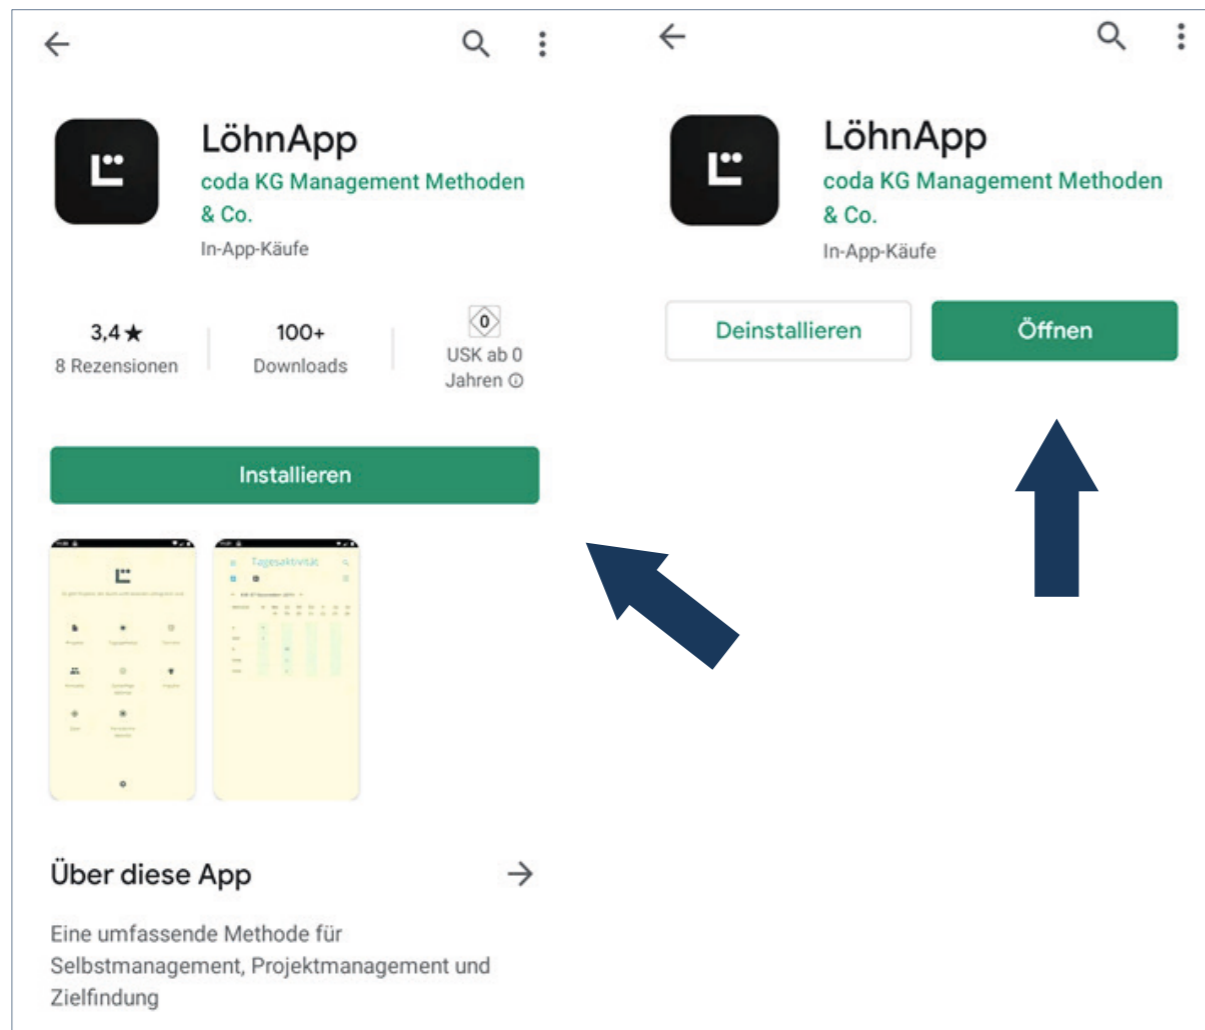 LöhnApp
coda KG Management Methoden
& Co.
In-App-Käufe
3,4★
8 Rezensionen
100+
Downloads
0
USK ab 0
Jahren
Installieren
Tagesaktivität
Über diese App
Eine umfassende Methode für
Selbstmanagement, Projektmanagement und
Zielfindung
LöhnApp
coda KG Management Methoden
& Co.
In-App-Käufe
Deinstallieren
Öffnen